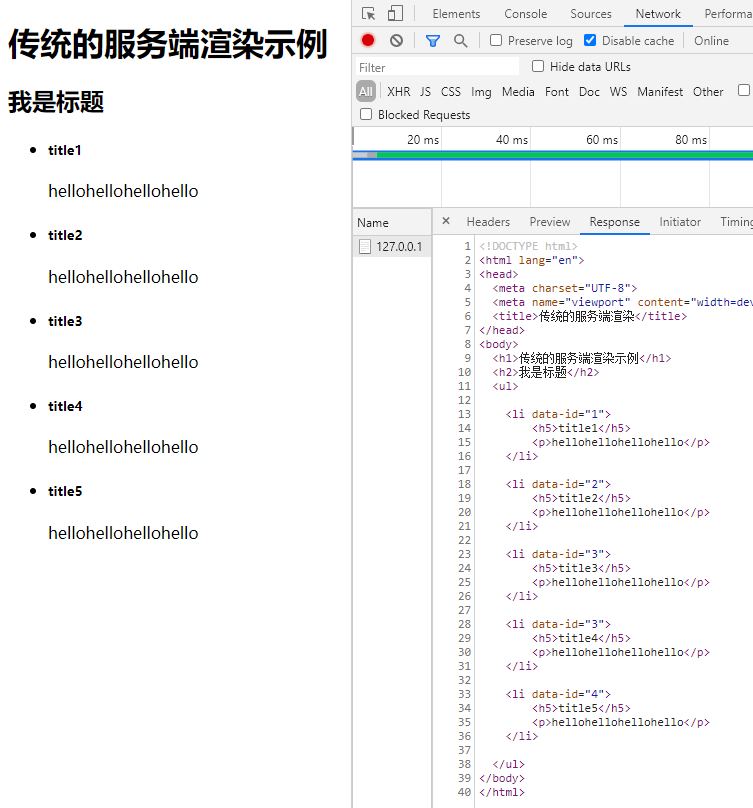 传统的服务端渲染示例
我是标题
title1
hellohellohellohello
title2
hellohellohellohello
title3
hellohellohellohello
title4
hellohellohellohello
title5
hellohellohellohello
Elements Console Sources Network Performa
Preserve log Disable cache Online
Filter Hide data URLs
All XHR JS CSS Img Media Font Doc WS Manifest Other
Blocked Requests
20 ms 40 ms 60 ms 80 ms
Name × Headers Preview Response Initiator Timing
127.0.0.1
1 <!DOCTYPE html>
2 <html lang="en">
3 <head>
4 <meta charset="UTF-8">
5 <meta name="viewport" content="width=dev
6 <title>传统的服务端渲染</title>
7 </head>
8 <body>
9 <h1>传统的服务端渲染示例</h1>
10 <h2>我是标题</h2>
11 <ul>
12
13 <li data-id="1">
14 <h5>title1</h5>
15 <p>hellohellohellohello</p>
16 </li>
17
18 <li data-id="2">
19 <h5>title2</h5>
20 <p>hellohellohellohello</p>
21 </li>
22
23 <li data-id="3">
24 <h5>title3</h5>
25 <p>hellohellohellohello</p>
26 </li>
27
28 <li data-id="3">
29 <h5>title4</h5>
30 <p>hellohellohellohello</p>
31 </li>
32
33 <li data-id="4">
34 <h5>title5</h5>
35 <p>hellohellohellohello</p>
36 </li>
37
38 </ul>
39 </body>
40 </html>